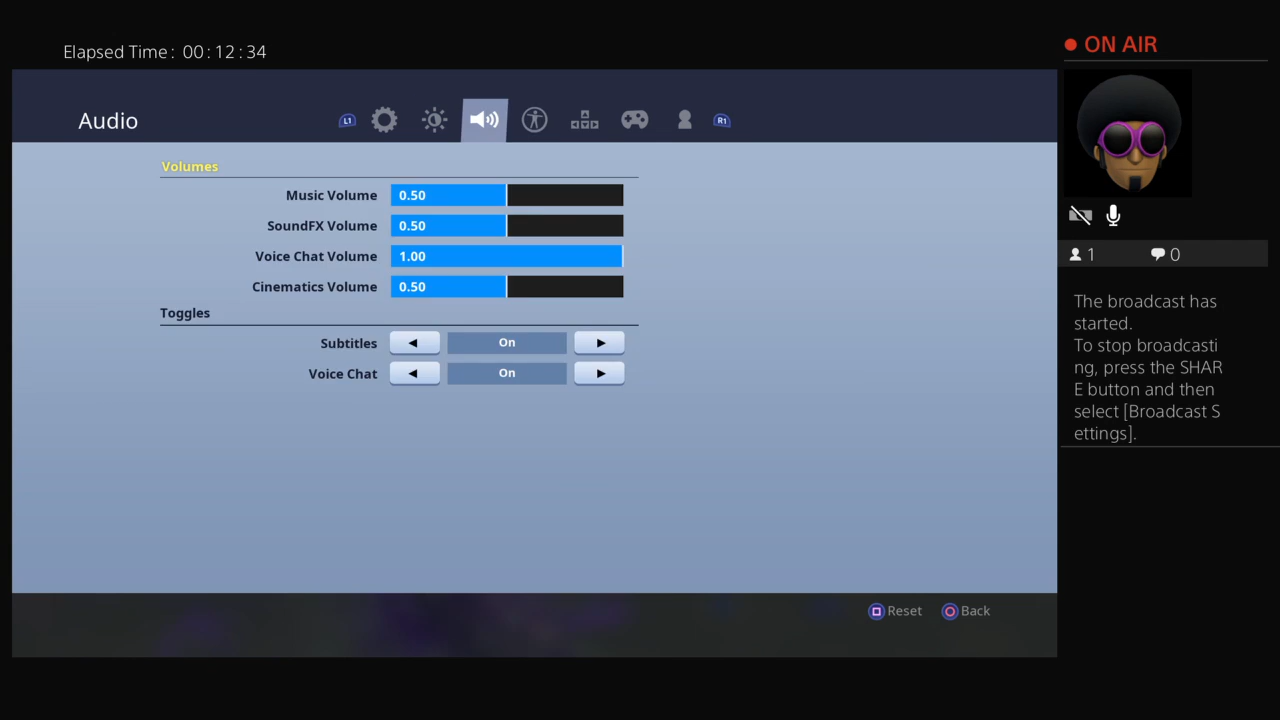 Elapsed Time: 00:12:34
ON AIR
Audio
L1
R1
Volumes
Music Volume 0.50
SoundFX Volume 0.50
Voice Chat Volume 1.00
Cinematics Volume 0.50
Toggles
Subtitles On
Voice Chat On
Reset Back
1 0
The broadcast has
started.
To stop broadcasti
ng, press the SHAR
E button and then
select [Broadcast S
ettings].